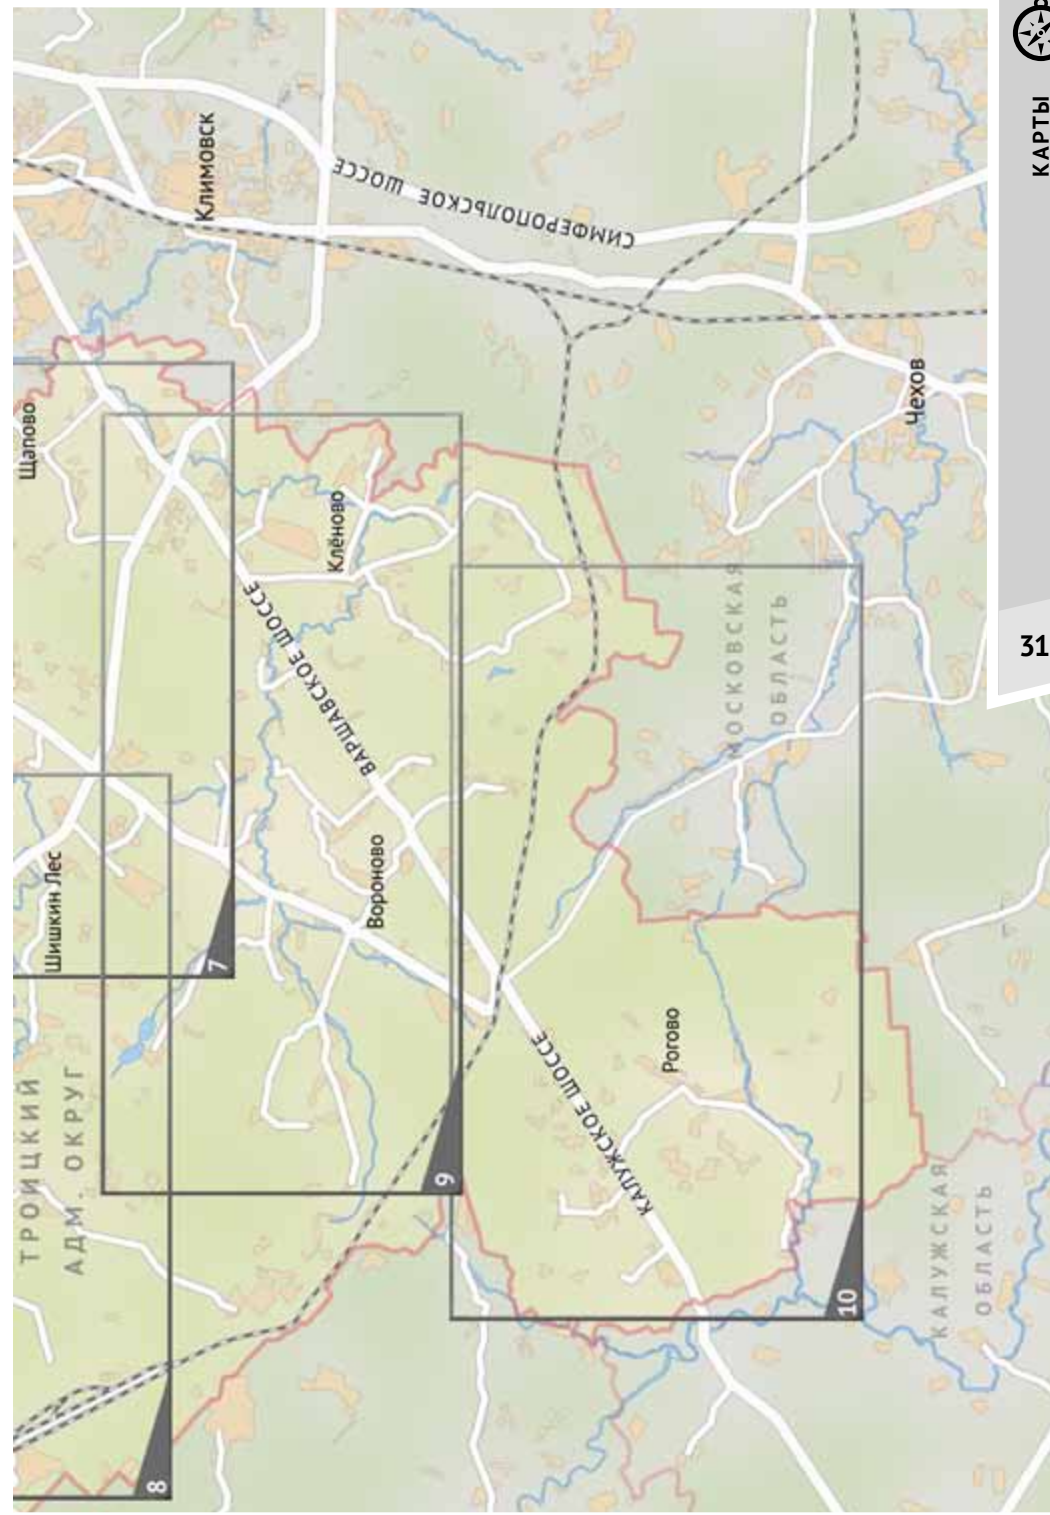 КАРТЫ
31
Климовск
СИМФЕРОПОЛЬСКОЕ ШОССЕ
Щапово
Клёново
Чехов
ВАРШАВСКОЕ ШОССЕ
МОСКОВСКАЯ
ОБЛАСТЬ
Шишкин Лес
Вороново
7
ТРОИЦКИЙ
АДМ. ОКРУГ
КАЛУЖСКОЕ ШОССЕ
Рогово
9
КАЛУЖСКАЯ
ОБЛАСТЬ
10
8